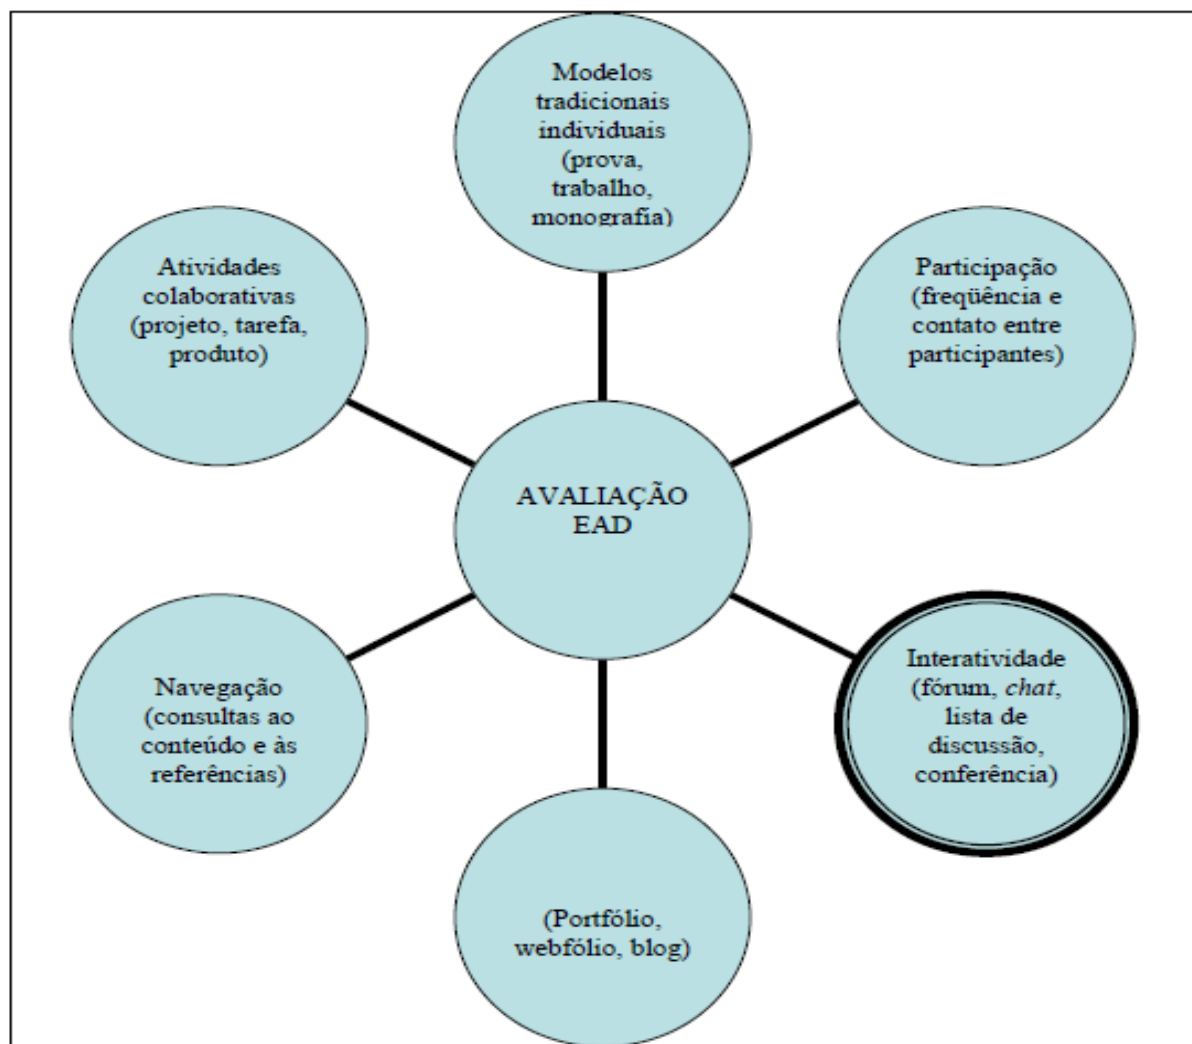 Modelos
tradicionais
individuais
(prova,
trabalho,
monografia)
Atividades
colaborativas
(projeto, tarefa,
produto)
Participação
(freqüência e
contato entre
participantes)
AVALIAÇÃO
EAD
Navegação
(consultas ao
conteúdo e às
referências)
Interatividade
(fórum, chat,
lista de
discussão,
conferência)
(Portfólio,
webfólio, blog)